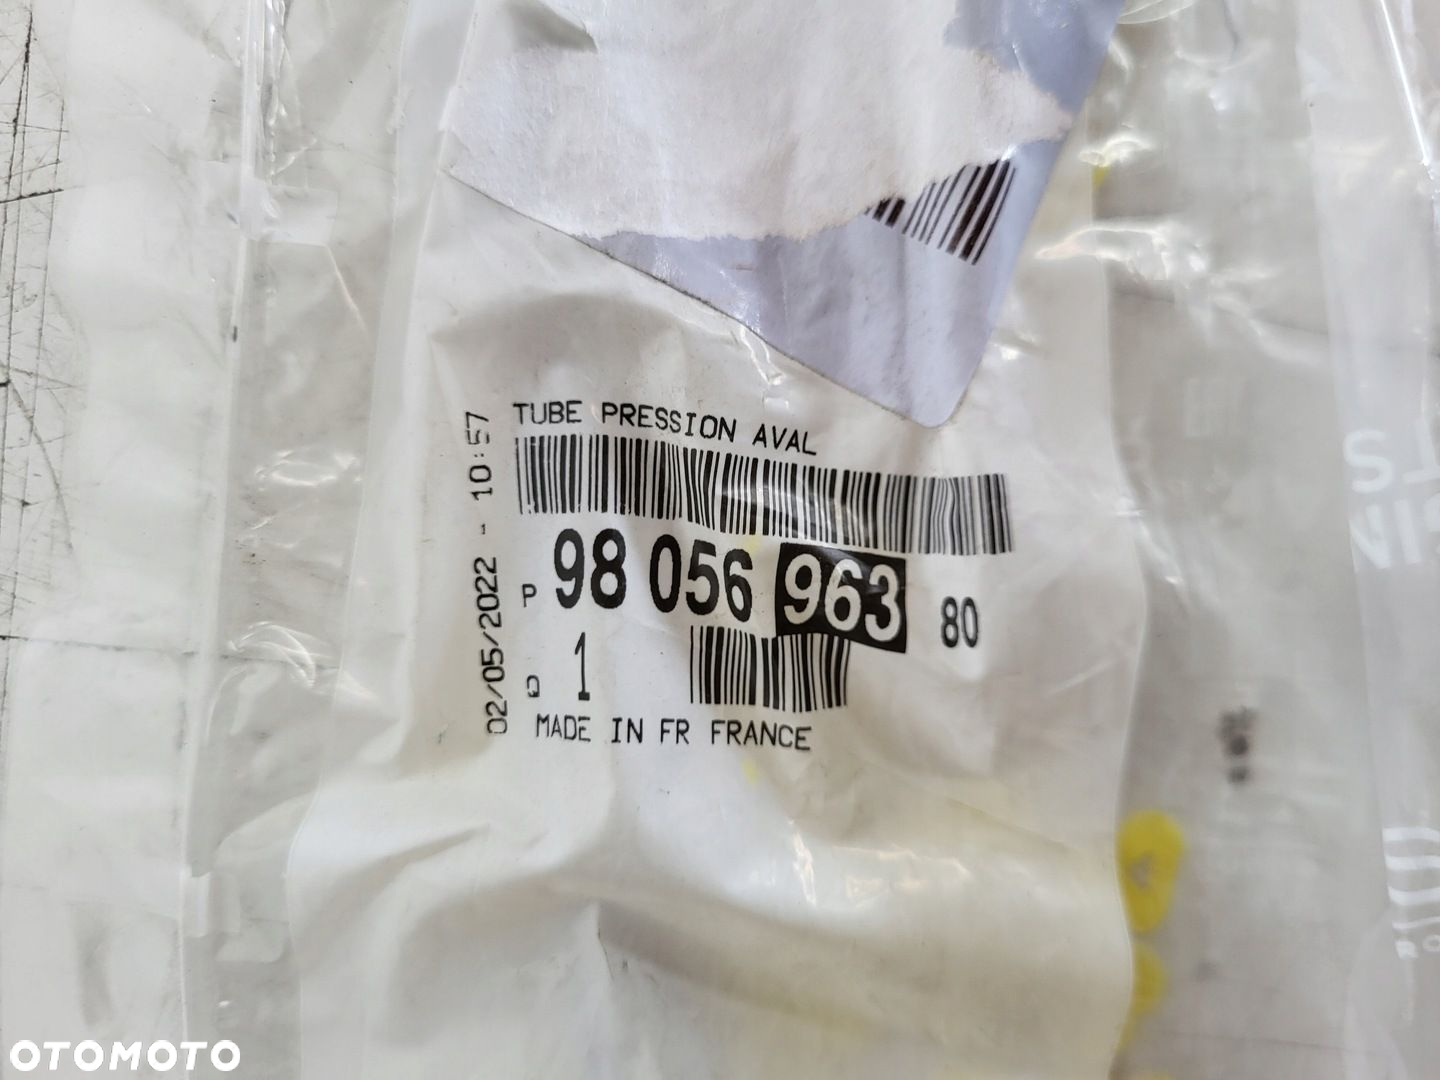 TUBE PRESSION AVAL
02/05/2022 - 10:57
P 98 056 963 80
Q 1
MADE IN FR FRANCE
OTOMOTO